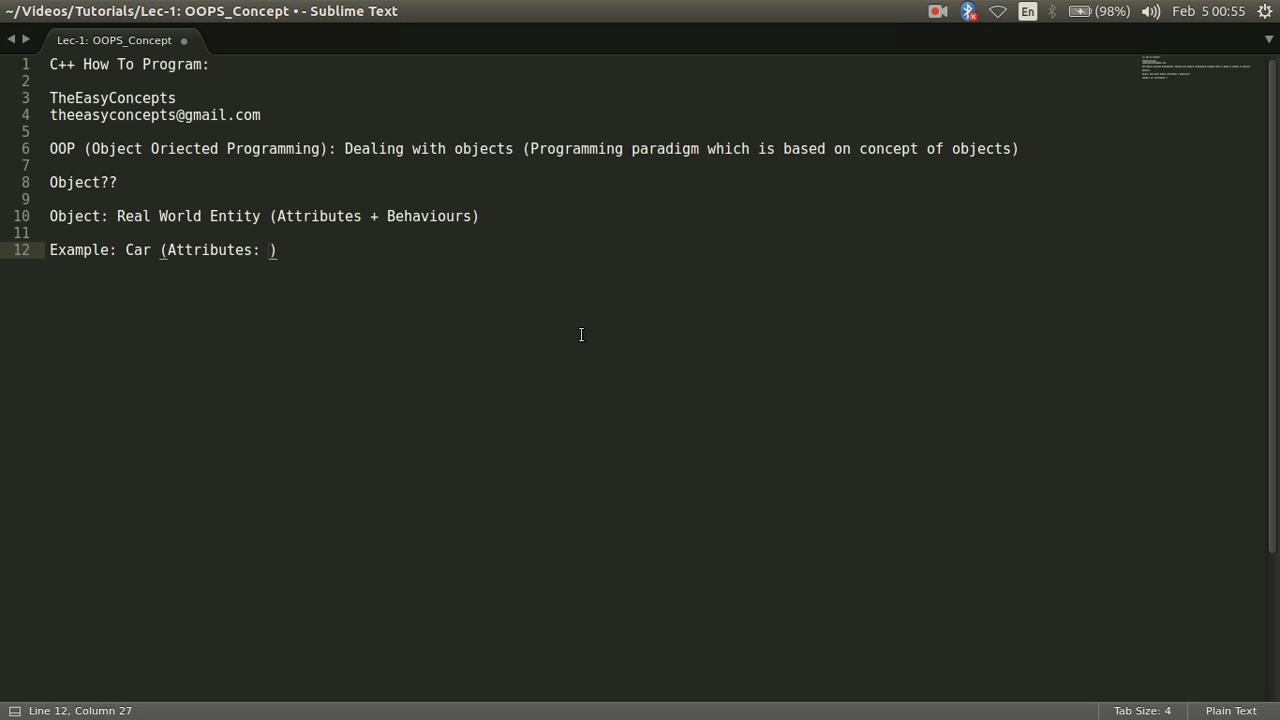 ~/Videos/Tutorials/Lec-1: OOPS_Concept • - Sublime Text
En
(98%)
Feb 5 00:55
Lec-1: OOPS_Concept
1 C++ How To Program:
2
3 TheEasyConcepts
4 theeasyconcepts@gmail.com
5
6 OOP (Object Oriected Programming): Dealing with objects (Programming paradigm which is based on concept of objects)
7
8 Object??
9
10 Object: Real World Entity (Attributes + Behaviours)
11
12 Example: Car (Attributes: )
Line 12, Column 27
Tab Size: 4
Plain Text